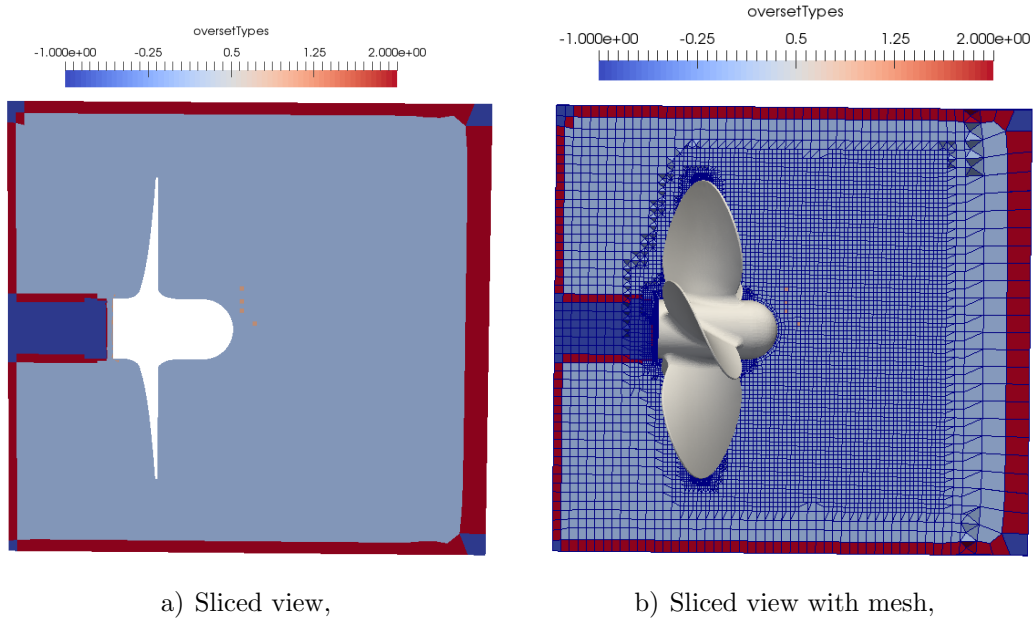 oversetTypes
-1.000e+00 -0.25 0.5 1.25 2.000e+00
oversetTypes
-1.000e+00 -0.25 0.5 1.25 2.000e+00
a) Sliced view,
b) Sliced view with mesh,